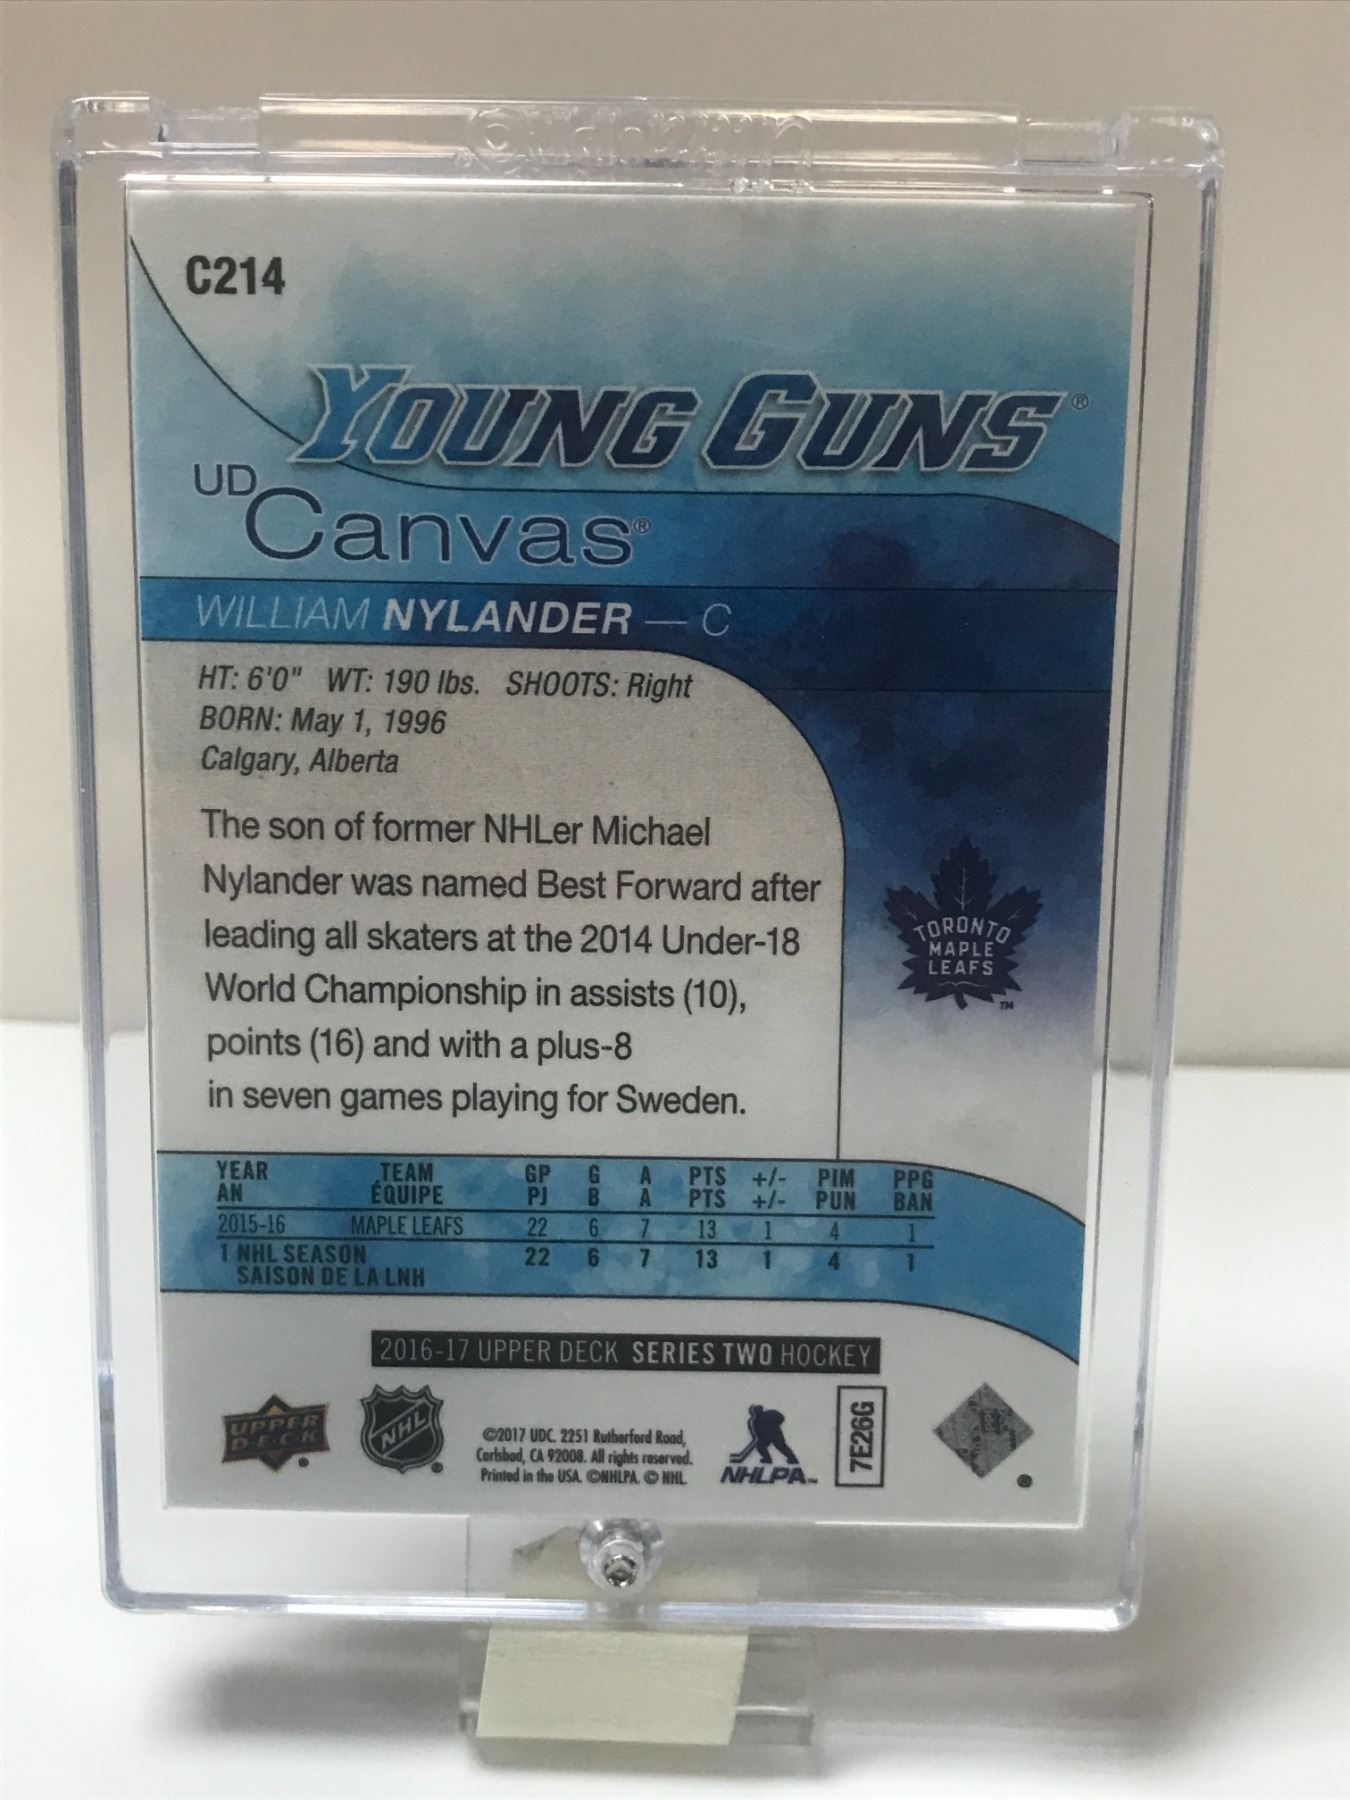 C214
YOUNG GUNS®
UD Canvas®
WILLIAM NYLANDER — C
HT: 6'0" WT: 190 lbs. SHOOTS: Right
BORN: May 1, 1996
Calgary, Alberta
The son of former NHLer Michael
Nylander was named Best Forward after
leading all skaters at the 2014 Under-18
World Championship in assists (10),
points (16) and with a plus-8
in seven games playing for Sweden.
TORONTO
MAPLE
LEAFS
™
YEAR TEAM GP G A PTS +/- PIM PPG
AN ÉQUIPE PJ B A PTS +/- PUN BAN
2015-16 MAPLE LEAFS 22 6 7 13 1 4 1
1 NHL SEASON 22 6 7 13 1 4 1
SAISON DE LA LNH
2016-17 UPPER DECK SERIES TWO HOCKEY
UPPER
DECK
NHL
©2017 UDC. 2251 Rutherford Road,
Carlsbad, CA 92008. All rights reserved.
Printed in the USA. ©NHLPA. © NHL
NHLPA™
7E26G